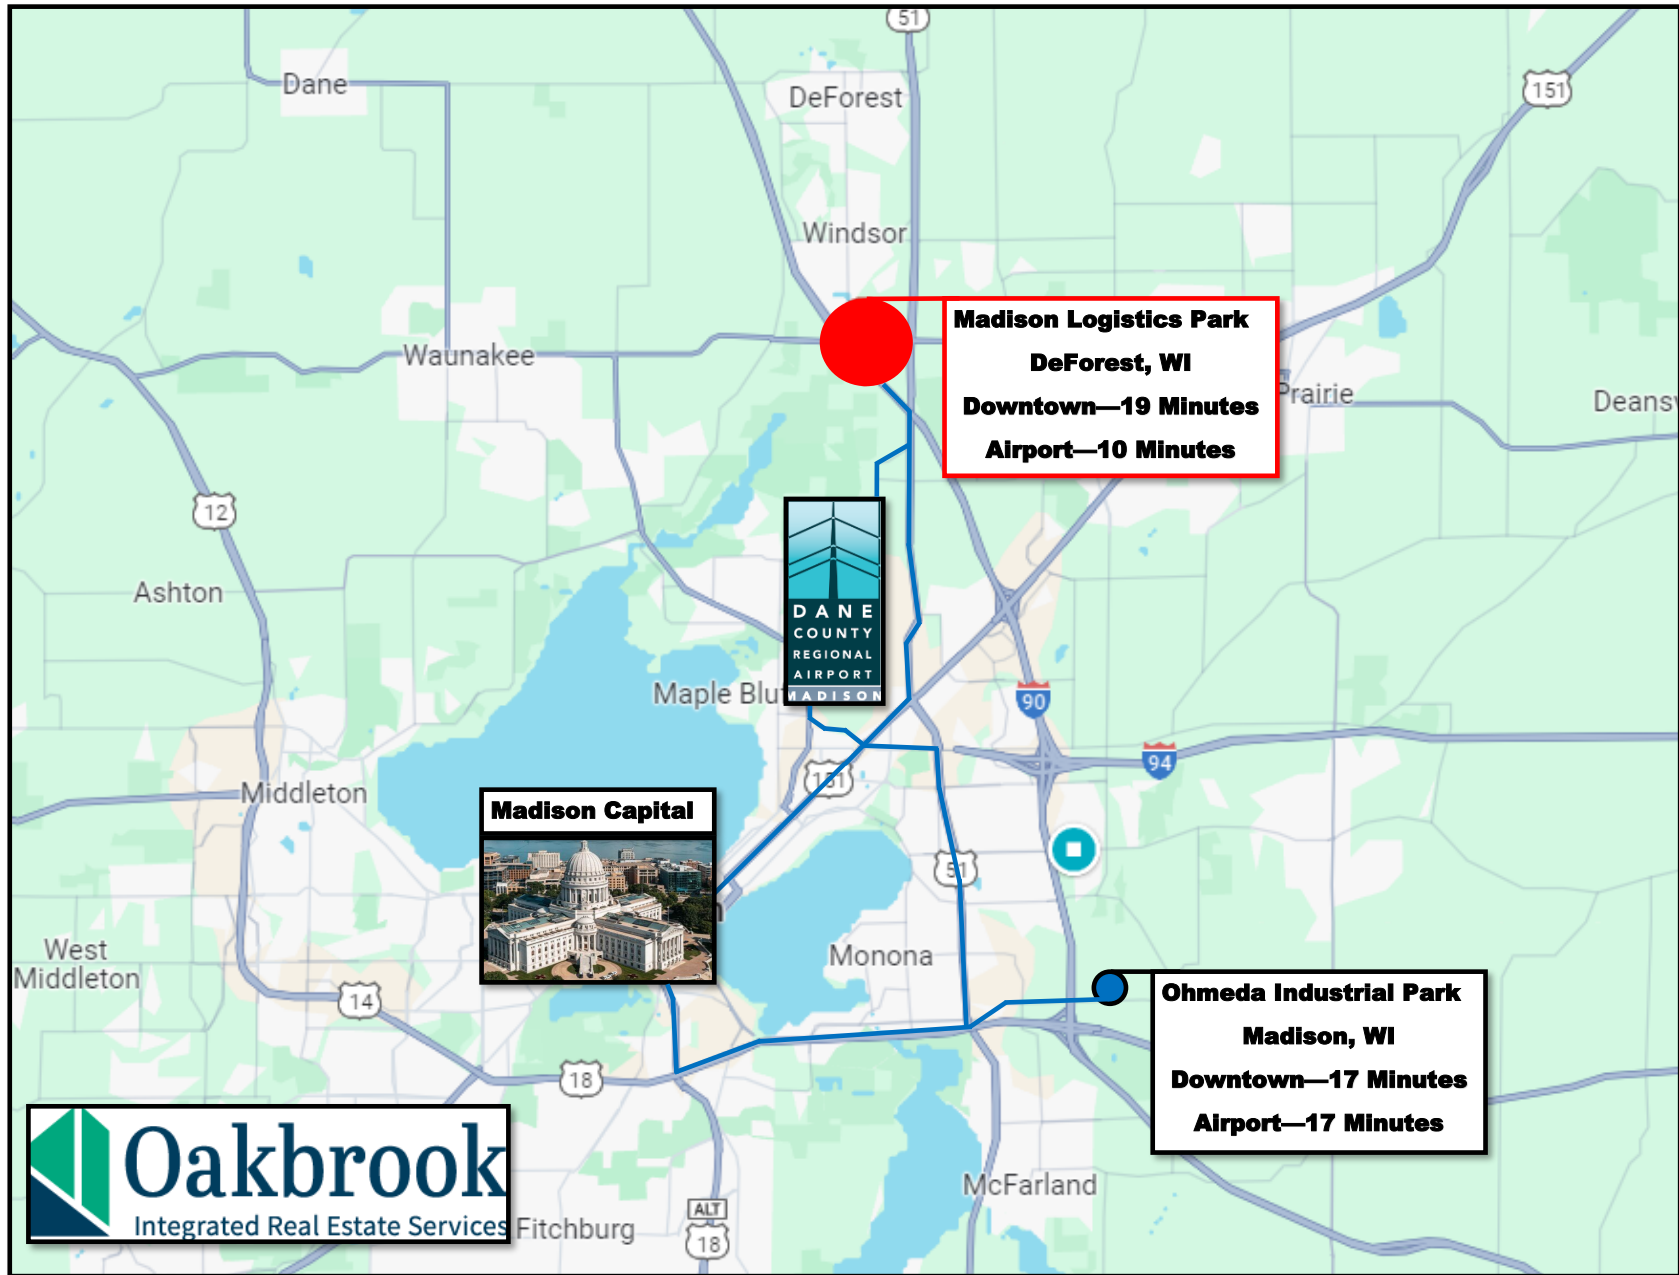 51
Dane
DeForest
151
Windsor
Madison Logistics Park
DeForest, WI
Downtown—19 Minutes
Airport—10 Minutes
Waunakee
Prairie
Deans
12
DANE
COUNTY
REGIONAL
AIRPORT
MADISON
Ashton
Maple Bluf
90
94
151
Middleton
Madison Capital
51
n
West
Middleton
Monona
14
Ohmeda Industrial Park
Madison, WI
Downtown—17 Minutes
Airport—17 Minutes
18
Oakbrook
Integrated Real Estate Services
McFarland
Fitchburg
ALT
18